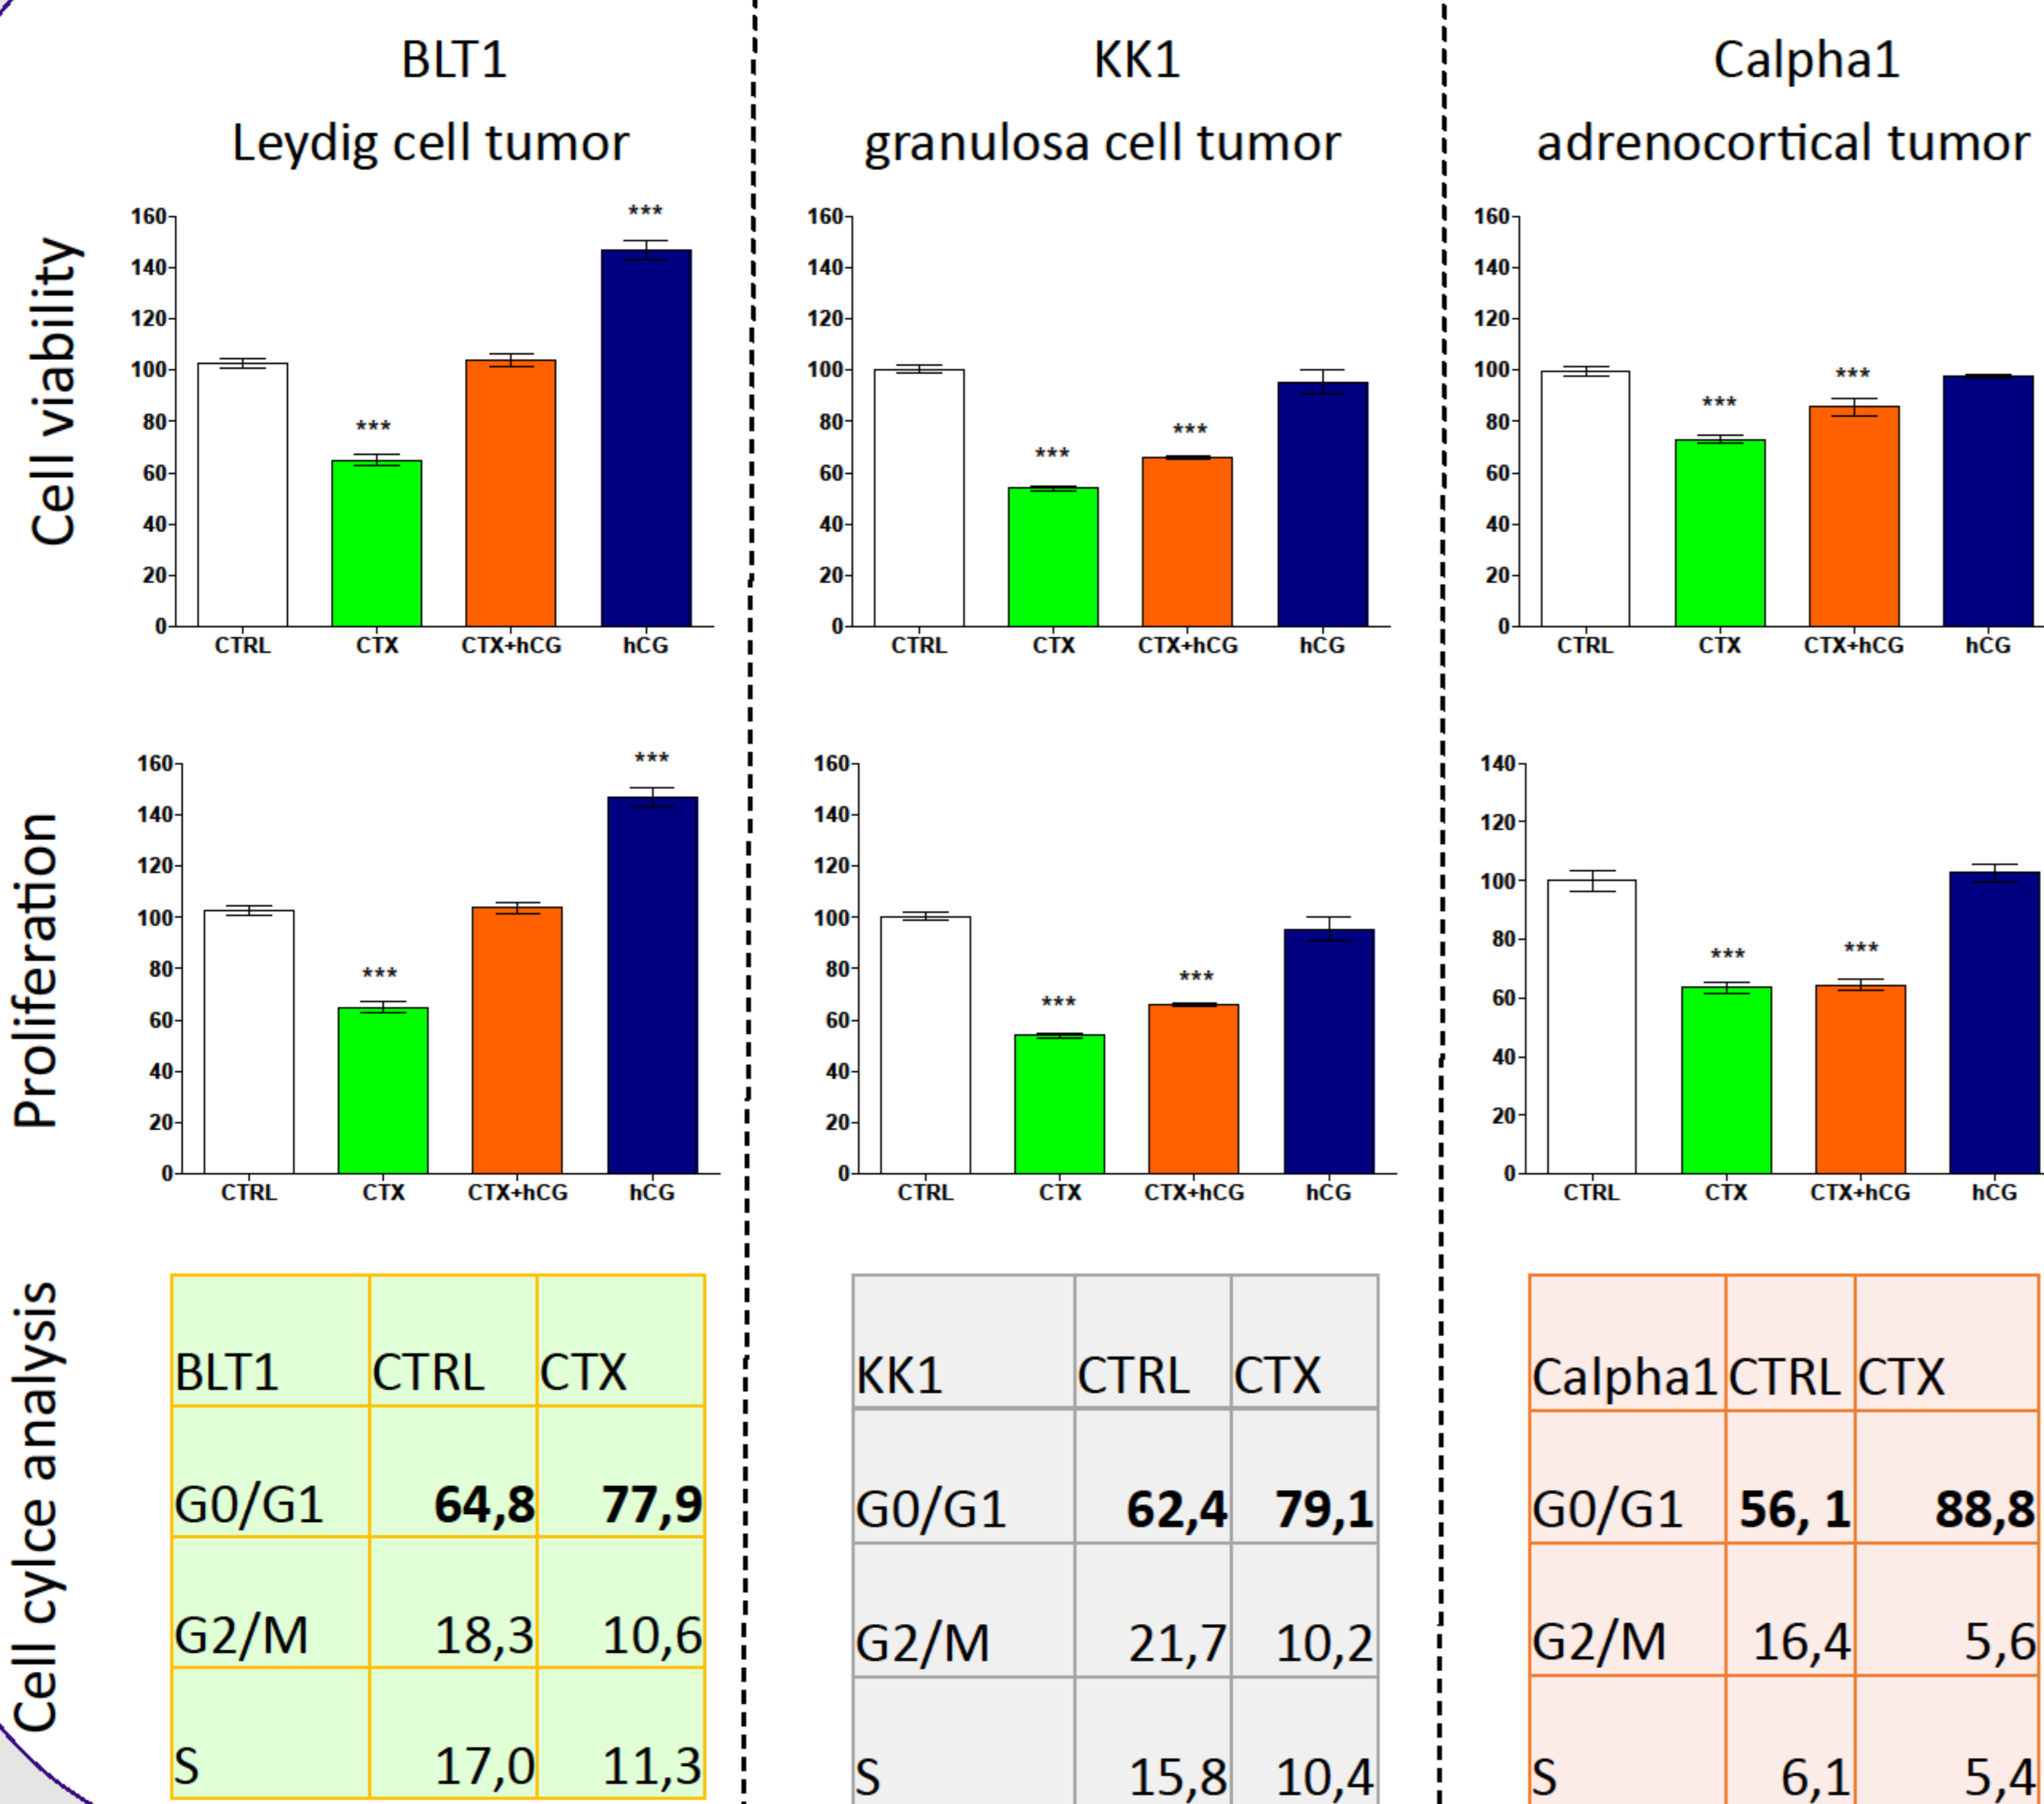 BLT1
Leydig cell tumor
KK1
granulosa cell tumor
Calpha1
adrenocortical tumor
Cell viability
160
140
120
100
80
60
40
20
0
***
***
CTRL CTX CTX+hCG hCG
160
140
120
100
80
60
40
20
0
***
***
CTRL CTX CTX+hCG hCG
160
140
120
100
80
60
40
20
0
***
***
CTRL CTX CTX+hCG hCG
Proliferation
160
140
120
100
80
60
40
20
0
***
***
CTRL CTX CTX+hCG hCG
160
140
120
100
80
60
40
20
0
***
***
CTRL CTX CTX+hCG hCG
140
120
100
80
60
40
20
0
***
***
CTRL CTX CTX+hCG hCG
Cell cylce analysis
BLT1 CTRL CTX
G0/G1 64,8 77,9
G2/M 18,3 10,6
S 17,0 11,3
KK1 CTRL CTX
G0/G1 62,4 79,1
G2/M 21,7 10,2
S 15,8 10,4
Calpha1 CTRL CTX
G0/G1 56, 1 88,8
G2/M 16,4 5,6
S 6,1 5,4